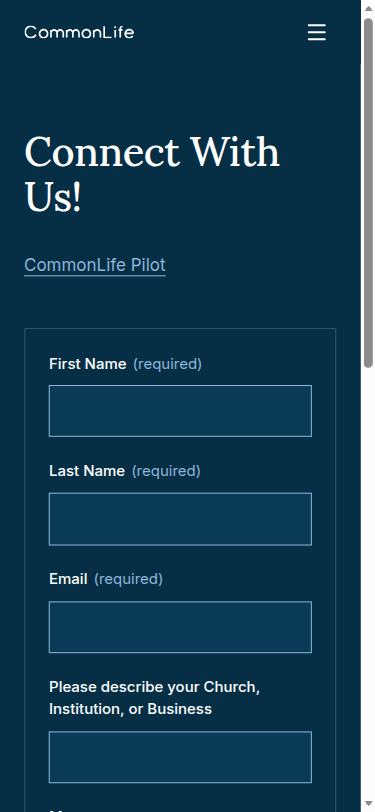 CommonLife
Connect With
Us!
CommonLife Pilot
First Name (required)
Last Name (required)
Email (required)
Please describe your Church,
Institution, or Business